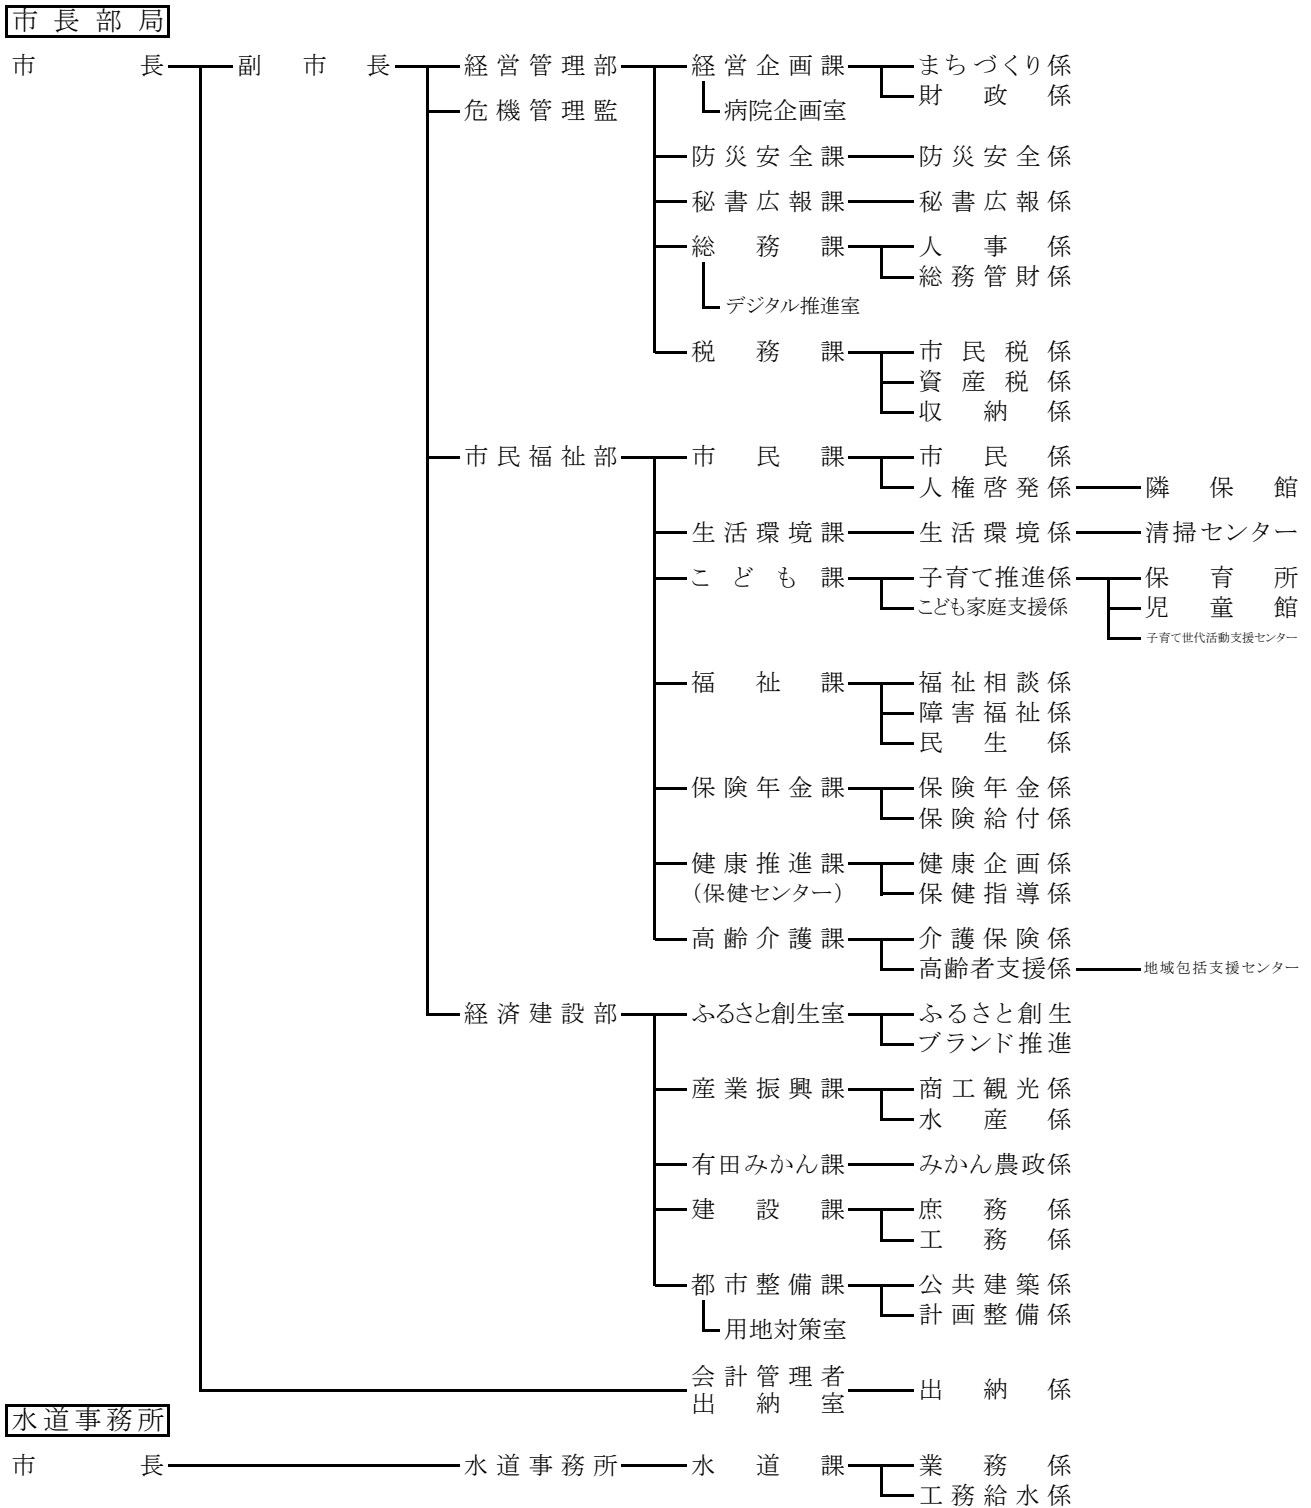 市長部局
市長 副市長 経営管理部 経営企画課 まちづくり係
財政係
危機管理監 病院企画室
防災安全課 防災安全係
秘書広報課 秘書広報係
総務課 人事係
総務管財係
デジタル推進室
税務課 市民税係
資産税係
収納係
市民福祉部 市民課 市民係
人権啓発係 隣保館
生活環境課 生活環境係 清掃センター
こども課 子育て推進係 保育所
こども家庭支援係 児童館
子育て世代活動支援センター
福祉課 福祉相談係
障害福祉係
民生係
保険年金課 保険年金係
保険給付係
健康推進課 健康企画係
(保健センター) 保健指導係
高齢介護課 介護保険係
高齢者支援係 地域包括支援センター
経済建設部 ふるさと創生室 ふるさと創生
ブランド推進
産業振興課 商工観光係
水産係
有田みかん課 みかん農政係
建設課 庶務係
工務係
都市整備課 公共建築係
計画整備係
用地対策室
会計管理者
出納室 出納係
水道事務所
市長 水道事務所 水道課 業務係
工務給水係